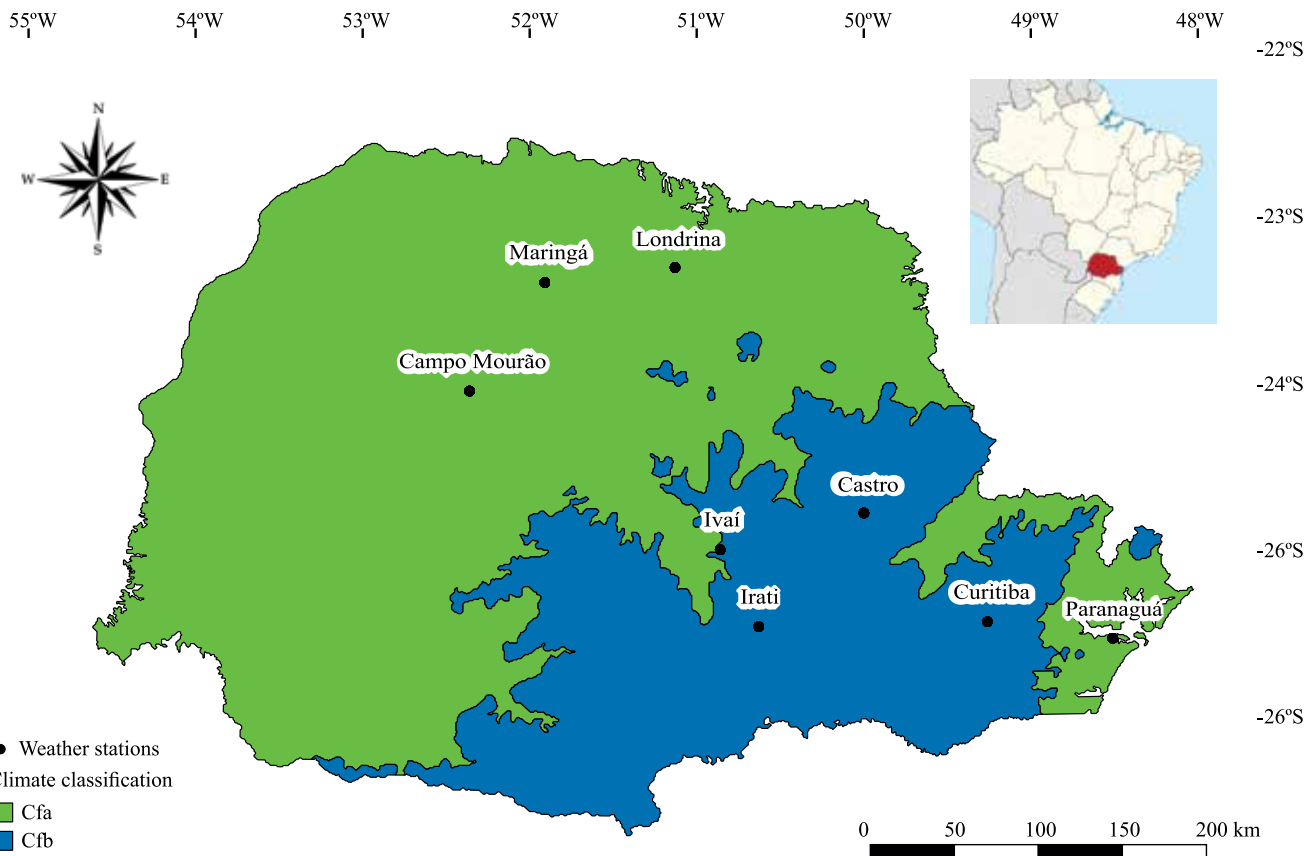 55ºW 54ºW 53ºW 52ºW 51ºW 50ºW 49ºW 48ºW
-22ºS
N
W E
S
-23ºS
Londrina
Maringá
Campo Mourão
-24ºS
Castro
Ivaí
-26ºS
Irati
Curitiba
Paranaguá
-26ºS
Weather stations
Climate classification
Cfa
Cfb
0 50 100 150 200 km